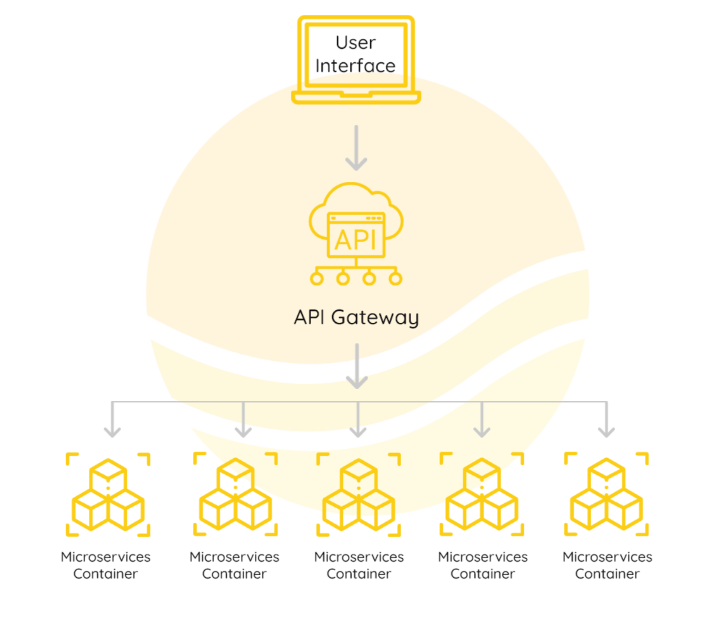 User
Interface
API
API Gateway
Microservices
Container
Microservices
Container
Microservices
Container
Microservices
Container
Microservices
Container